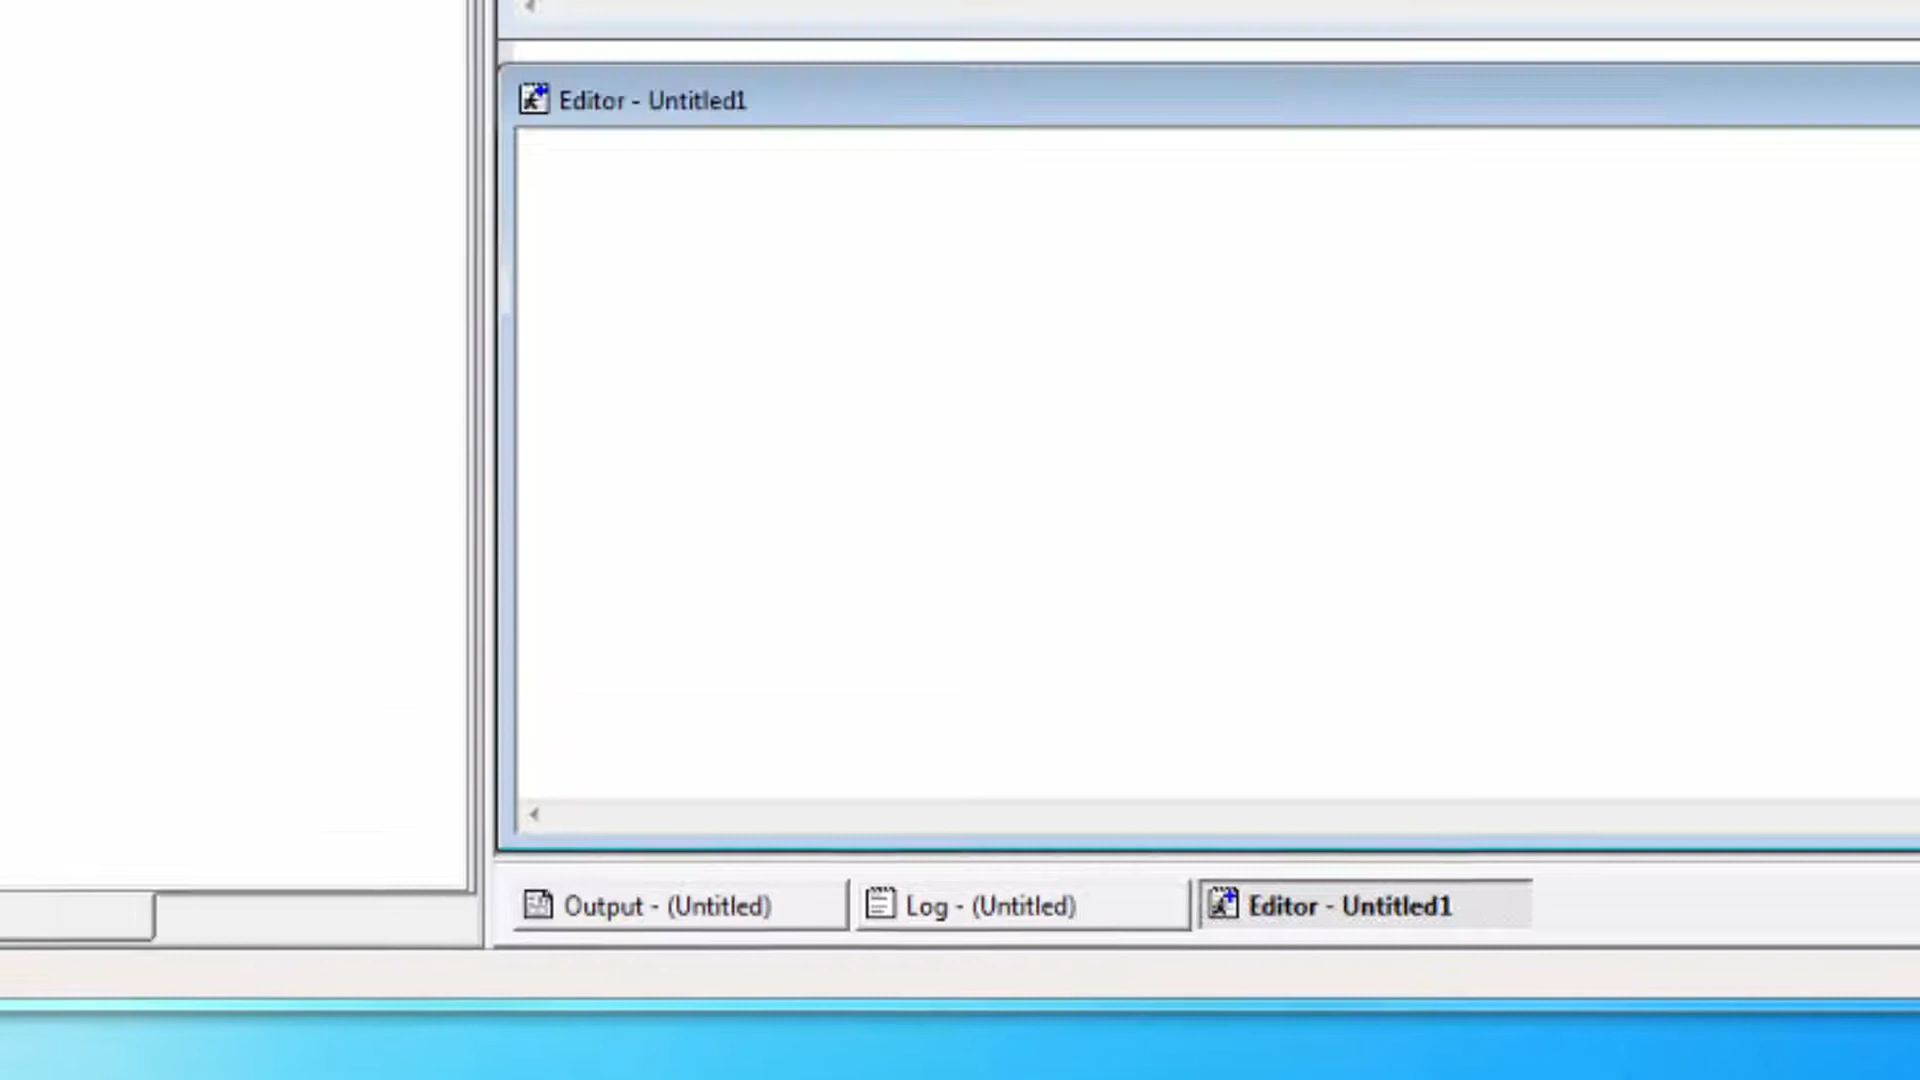 Editor - Untitled1
Output - (Untitled)
Log - (Untitled)
Editor - Untitled1